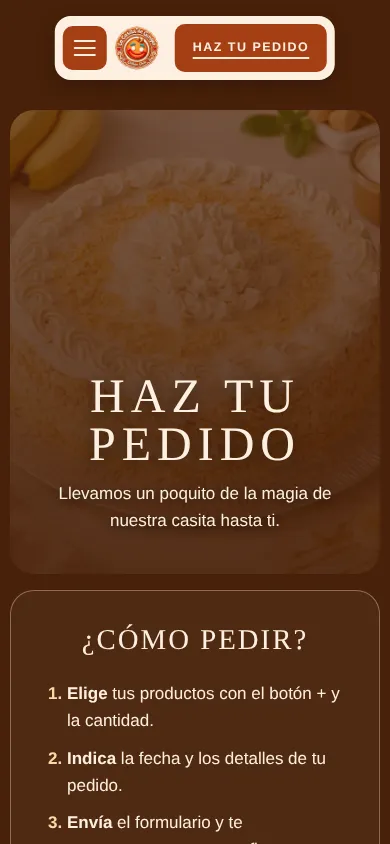 HAZ TU PEDIDO
HAZ TU
PEDIDO
Llevamos un poquito de la magia de
nuestra casita hasta ti.
¿CÓMO PEDIR?
1. Elige tus productos con el botón + y
la cantidad.
2. Indica la fecha y los detalles de tu
pedido.
3. Envía el formulario y te